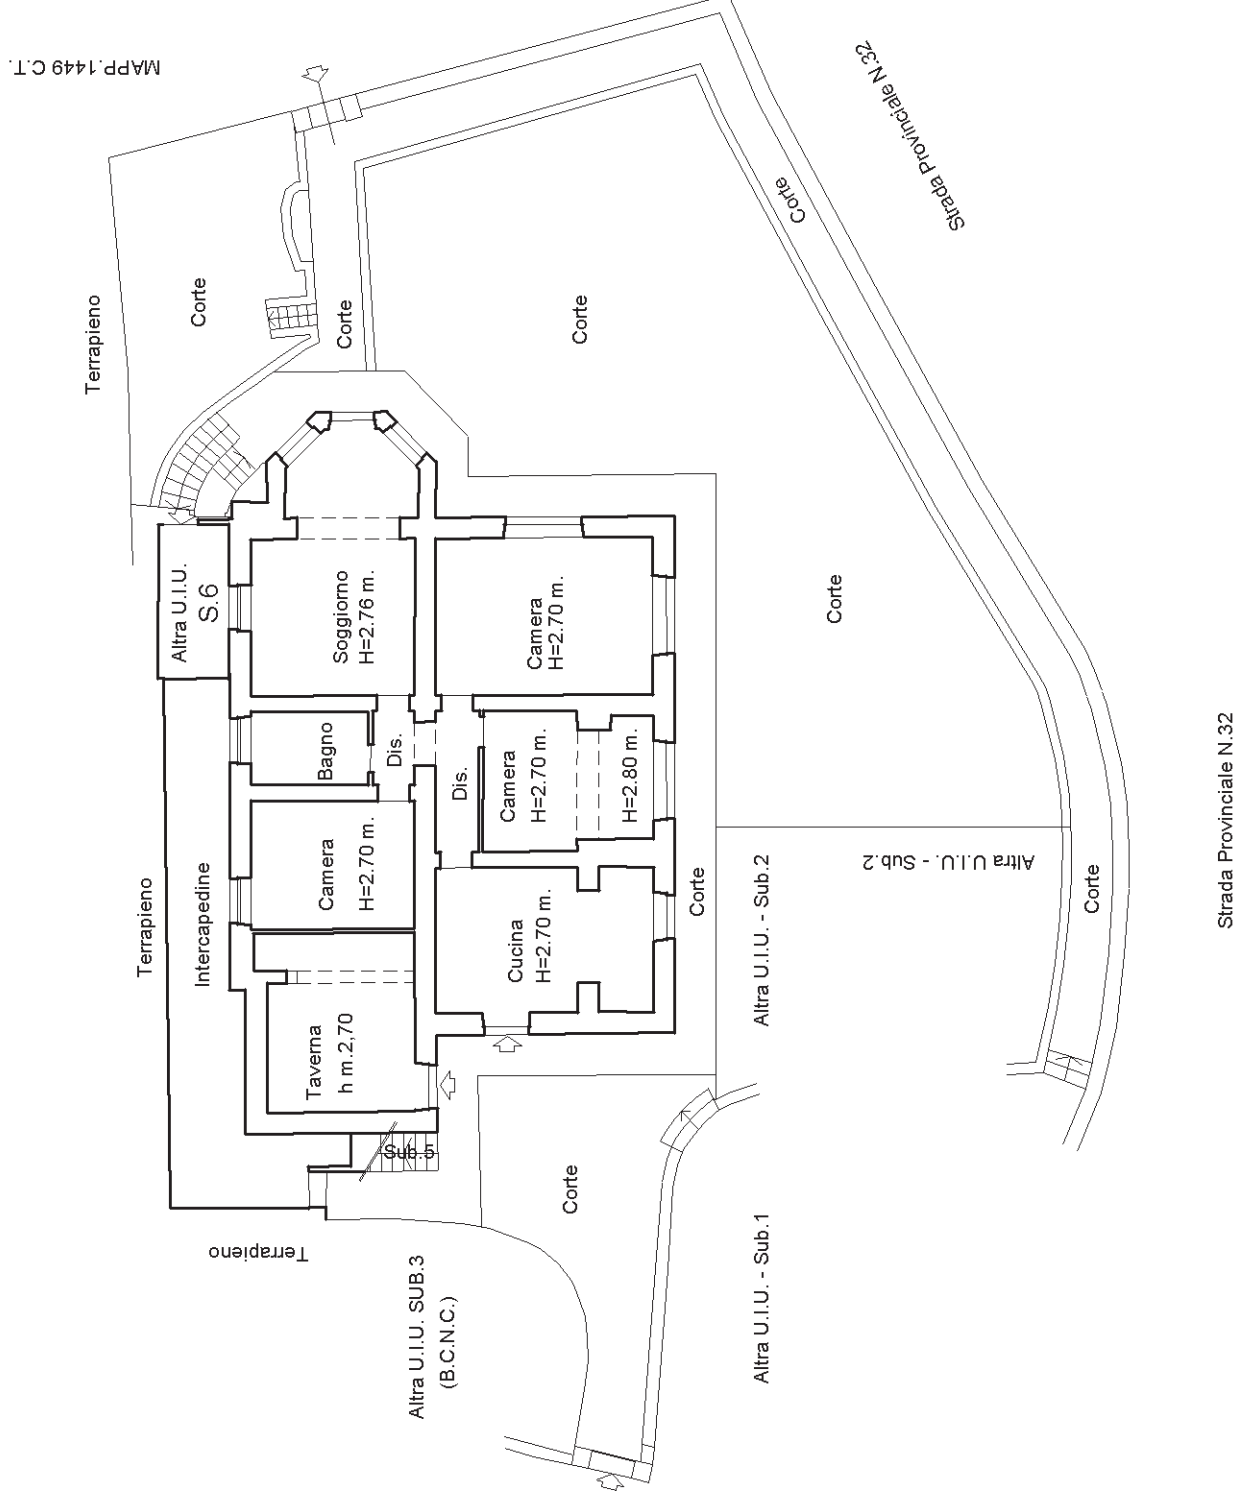 MAPP.1449 C.T.
Strada Provinciale N.32
Corte
Terrapieno
Corte
Corte
Corte
Altra U.I.U.
S.6
Soggiorno
H=2.76 m.
Camera
H=2.70 m.
Corte
Bagno
Dis.
Dis.
Camera
H=2.70 m.
H=2.80 m.
Camera
H=2.70 m.
Terrapieno
Intercapedine
Cucina
H=2.70 m.
Corte
Altra U.I.U. - Sub.2
Altra U.I.U. - Sub.2
Corte
Strada Provinciale N.32
Taverna
h m.2,70
Sub.5
Corte
Terrapieno
Altra U.I.U. SUB.3
(B.C.N.C.)
Altra U.I.U. - Sub.1